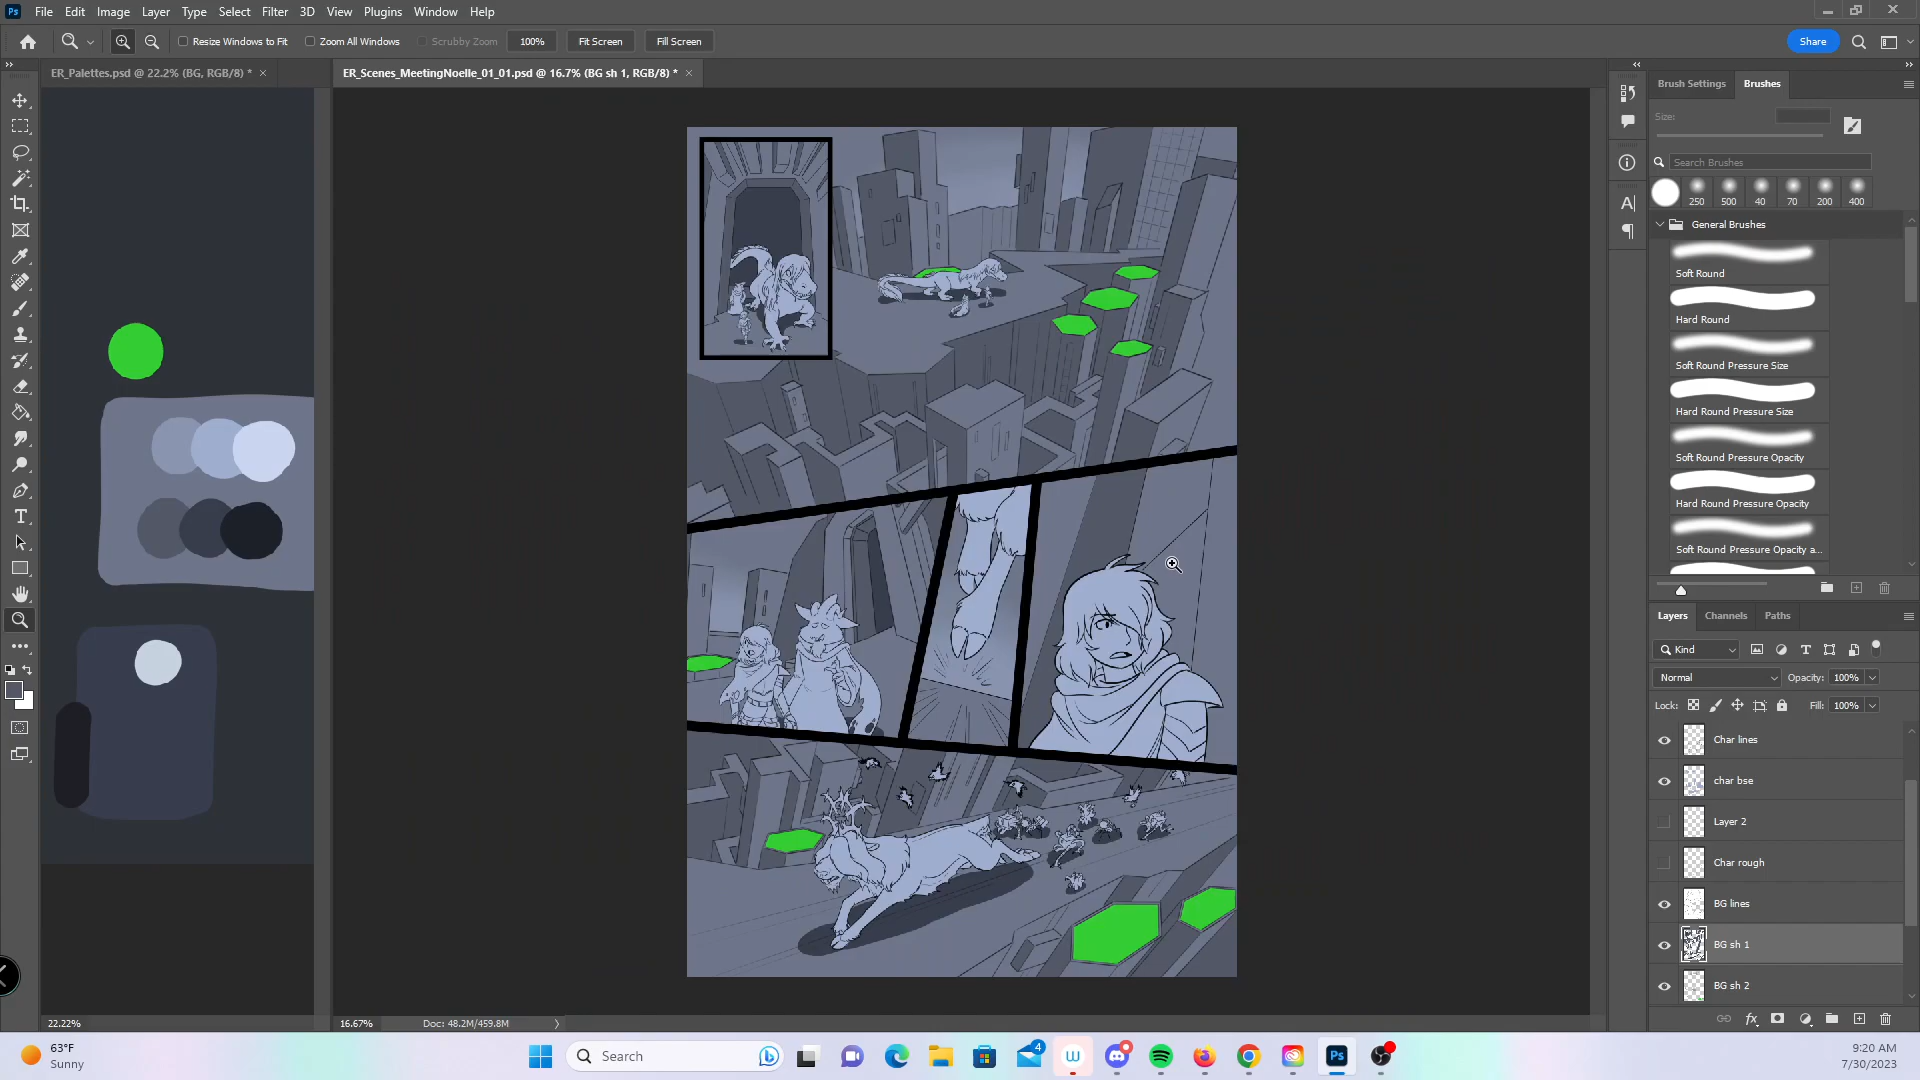 Ps File Edit Image Layer Type Select Filter 3D View Plugins Window Help
Resize Windows to Fit Zoom All Windows Scrubby Zoom 100% Fit Screen Fill Screen Share
ER_Palettes.psd @ 22.2% (BG, RGB/8) * ER_Scenes_MeetingNoelle_01_01.psd @ 16.7% (BG sh 1, RGB/8) *
Brush Settings Brushes
Size:
Search Brushes
250 500 40 70 200 400
General Brushes
Soft Round
Hard Round
Soft Round Pressure Size
Hard Round Pressure Size
Soft Round Pressure Opacity
Hard Round Pressure Opacity
Soft Round Pressure Opacity a...
Layers Channels Paths
Kind
Normal Opacity: 100%
Lock: Fill: 100%
Char lines
char bse
Layer 2
Char rough
BG lines
BG sh 1
BG sh 2
22.22% 16.67% Doc: 48.2M/459.8M
63°F
Sunny
Search
4
Ps
9:20 AM
7/30/2023